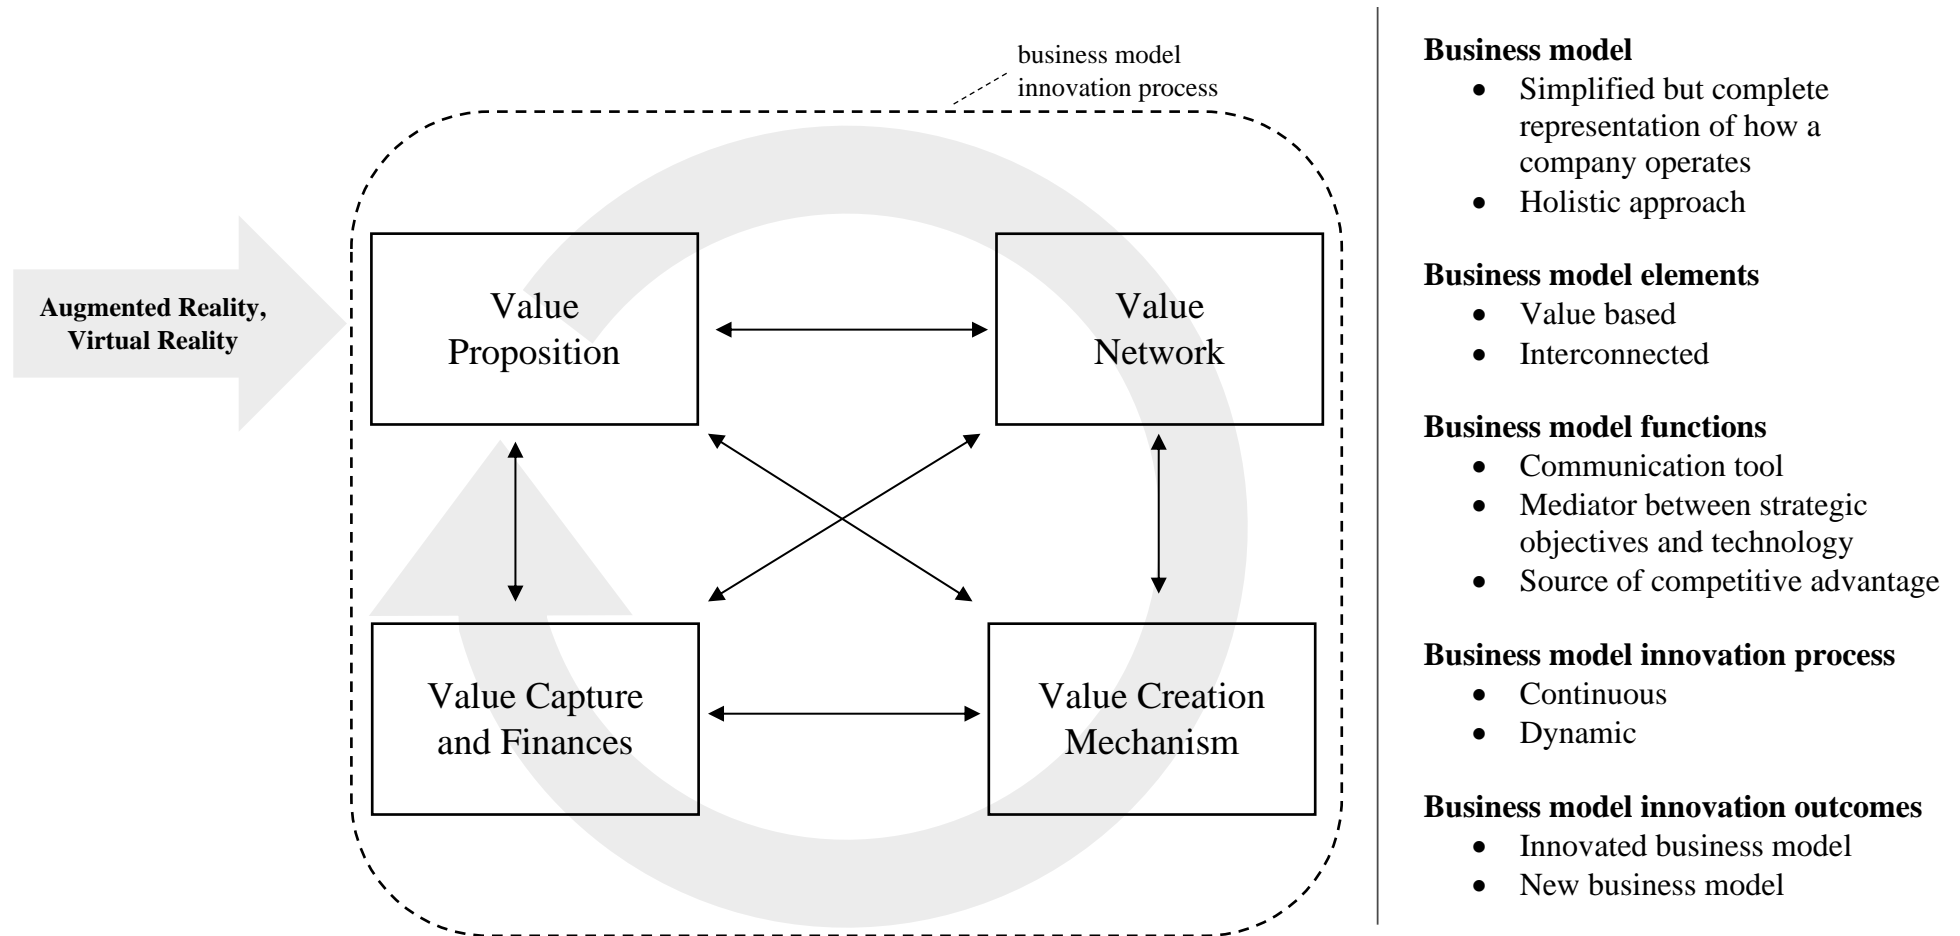 business model
innovation process
Augmented Reality,
Virtual Reality
Value
Proposition
Value
Network
Value Capture
and Finances
Value Creation
Mechanism
Business model
• Simplified but complete
representation of how a
company operates
• Holistic approach
Business model elements
• Value based
• Interconnected
Business model functions
• Communication tool
• Mediator between strategic
objectives and technology
• Source of competitive advantage
Business model innovation process
• Continuous
• Dynamic
Business model innovation outcomes
• Innovated business model
• New business model